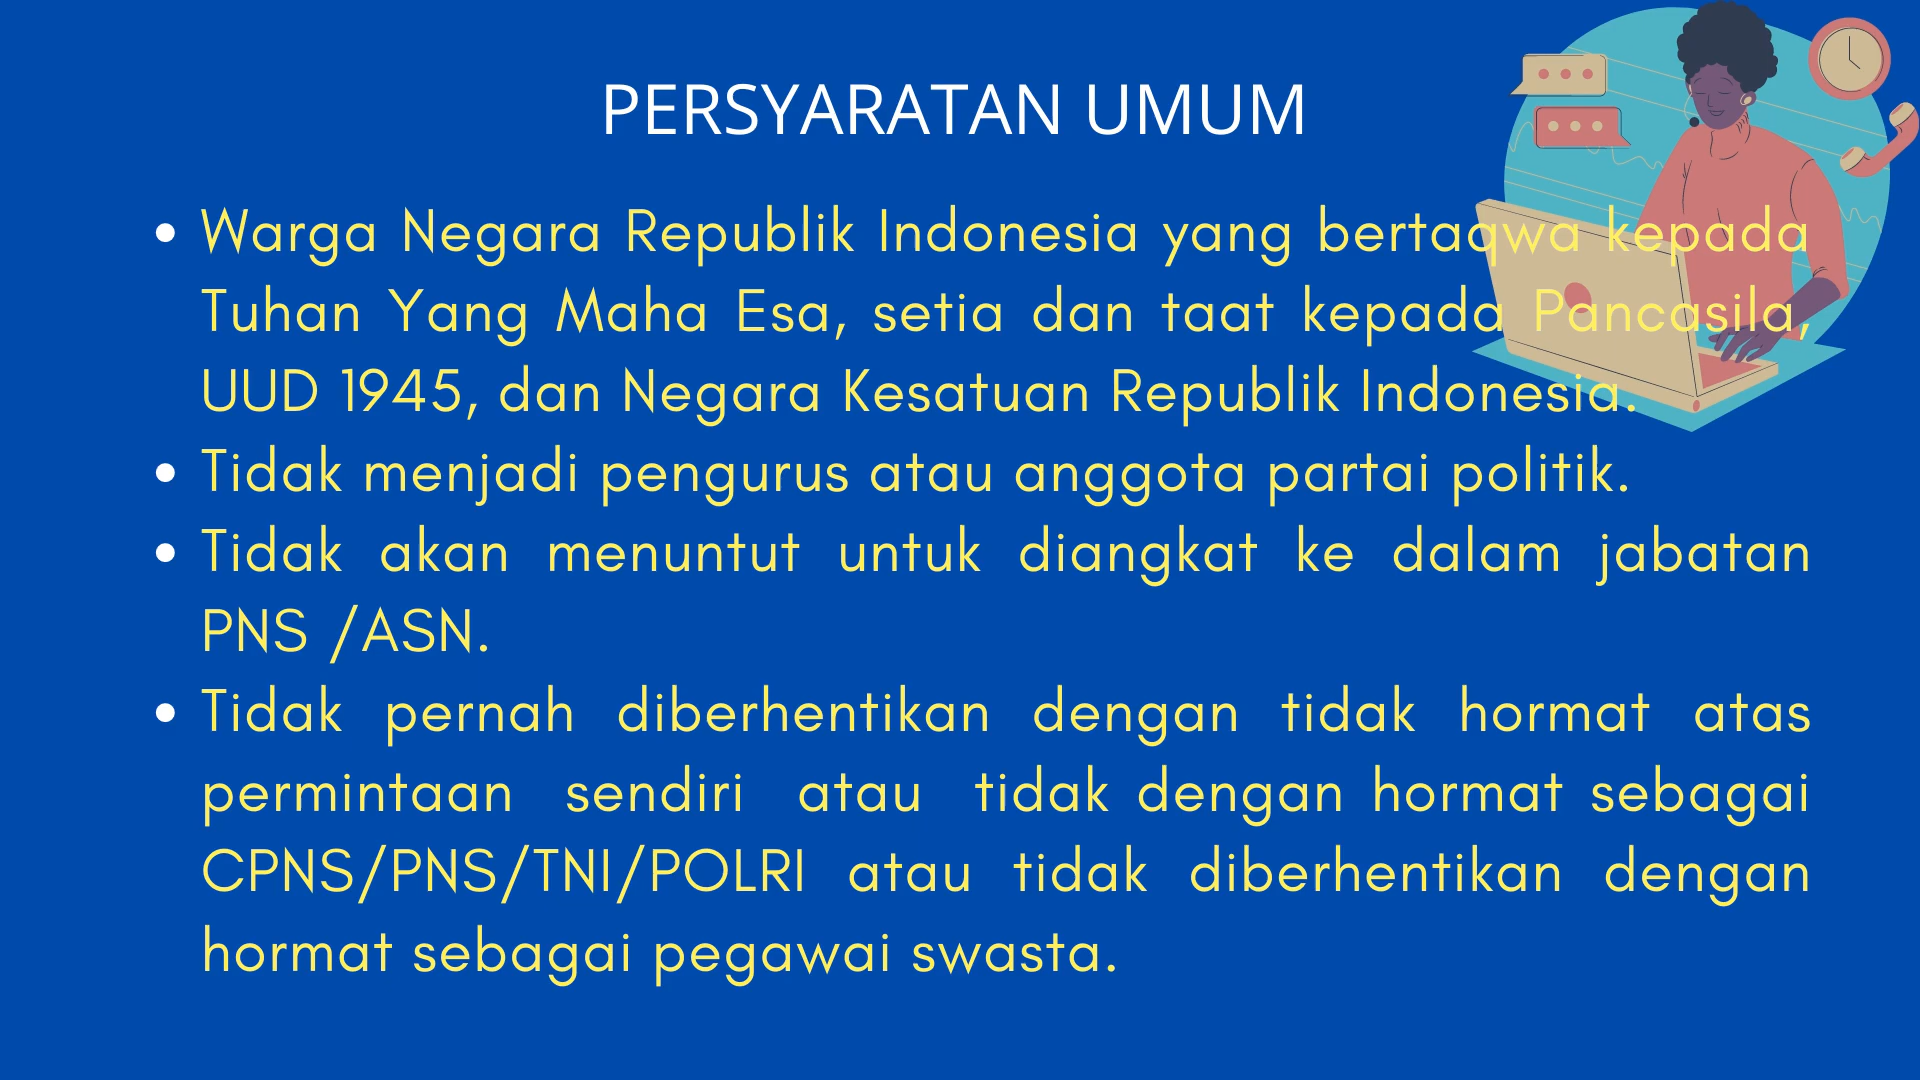 PERSYARATAN UMUM
• Warga Negara Republik Indonesia yang bertaqwa kepada
Tuhan Yang Maha Esa, setia dan taat kepada Pancasila,
UUD 1945, dan Negara Kesatuan Republik Indonesia.
• Tidak menjadi pengurus atau anggota partai politik.
• Tidak akan menuntut untuk diangkat ke dalam jabatan
PNS /ASN.
• Tidak pernah diberhentikan dengan tidak hormat atas
permintaan sendiri atau tidak dengan hormat sebagai
CPNS/PNS/TNI/POLRI atau tidak diberhentikan dengan
hormat sebagai pegawai swasta.